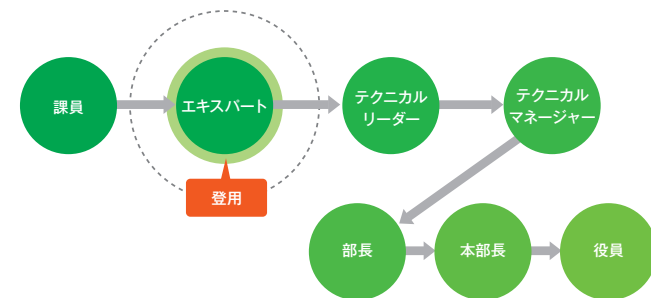 課員
エキスパート
テクニカル
リーダー
テクニカル
マネージャー
登用
部長
本部長
役員